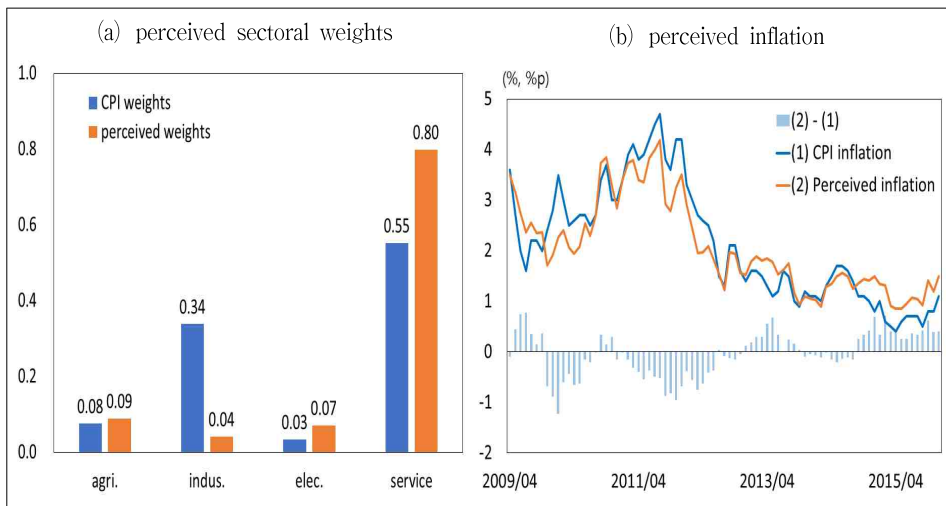 (a) perceived sectoral weights
1.0
0.8
0.6
0.4
0.2
0.0
CPI weights
perceived weights
0.08
0.09
0.34
0.04
0.03
0.07
0.55
0.80
agri.
indus.
elec.
service
(b) perceived inflation
(%, %p)
5
4
3
2
1
0
-1
-2
(2) - (1)
(1) CPI inflation
(2) Perceived inflation
2009/04
2011/04
2013/04
2015/04